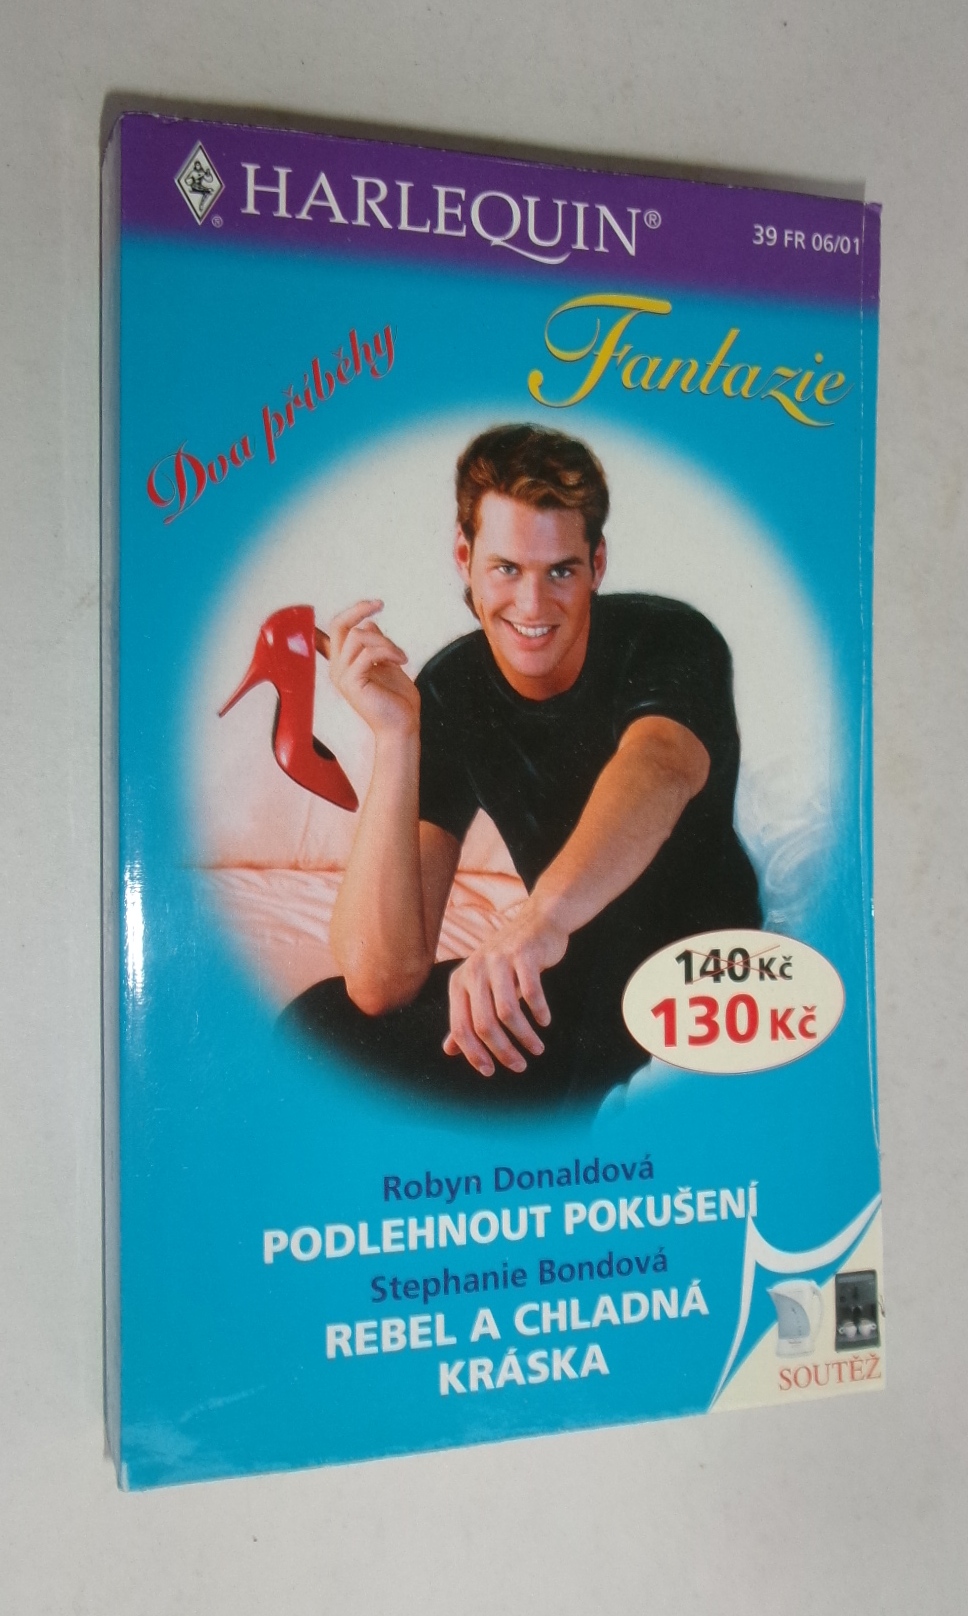 HARLEQUIN®
39 FR 06/01
Fantazie
Dva příběhy
140 Kč
130 Kč
Robyn Donaldová
PODLEHNOUT POKUŠENÍ
Stephanie Bondová
REBEL A CHLADNÁ
KRÁSKA
SOUTĚŽ